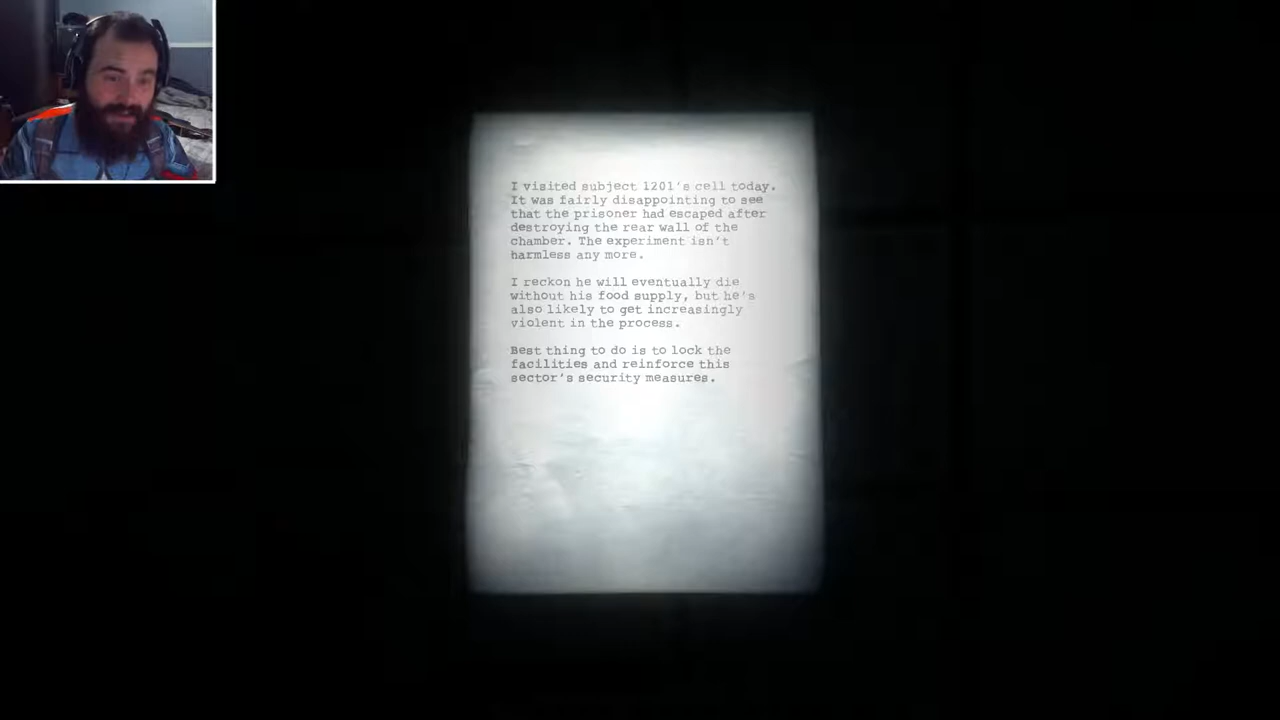 I visited subject 1201's cell today.
It was fairly disappointing to see
that the prisoner had escaped after
destroying the rear wall of the
chamber. The experiment isn't
harmless any more.
I reckon he will eventually die
without his food supply, but he's
also likely to get increasingly
violent in the process.
Best thing to do is to lock the
facilities and reinforce this
sector's security measures.